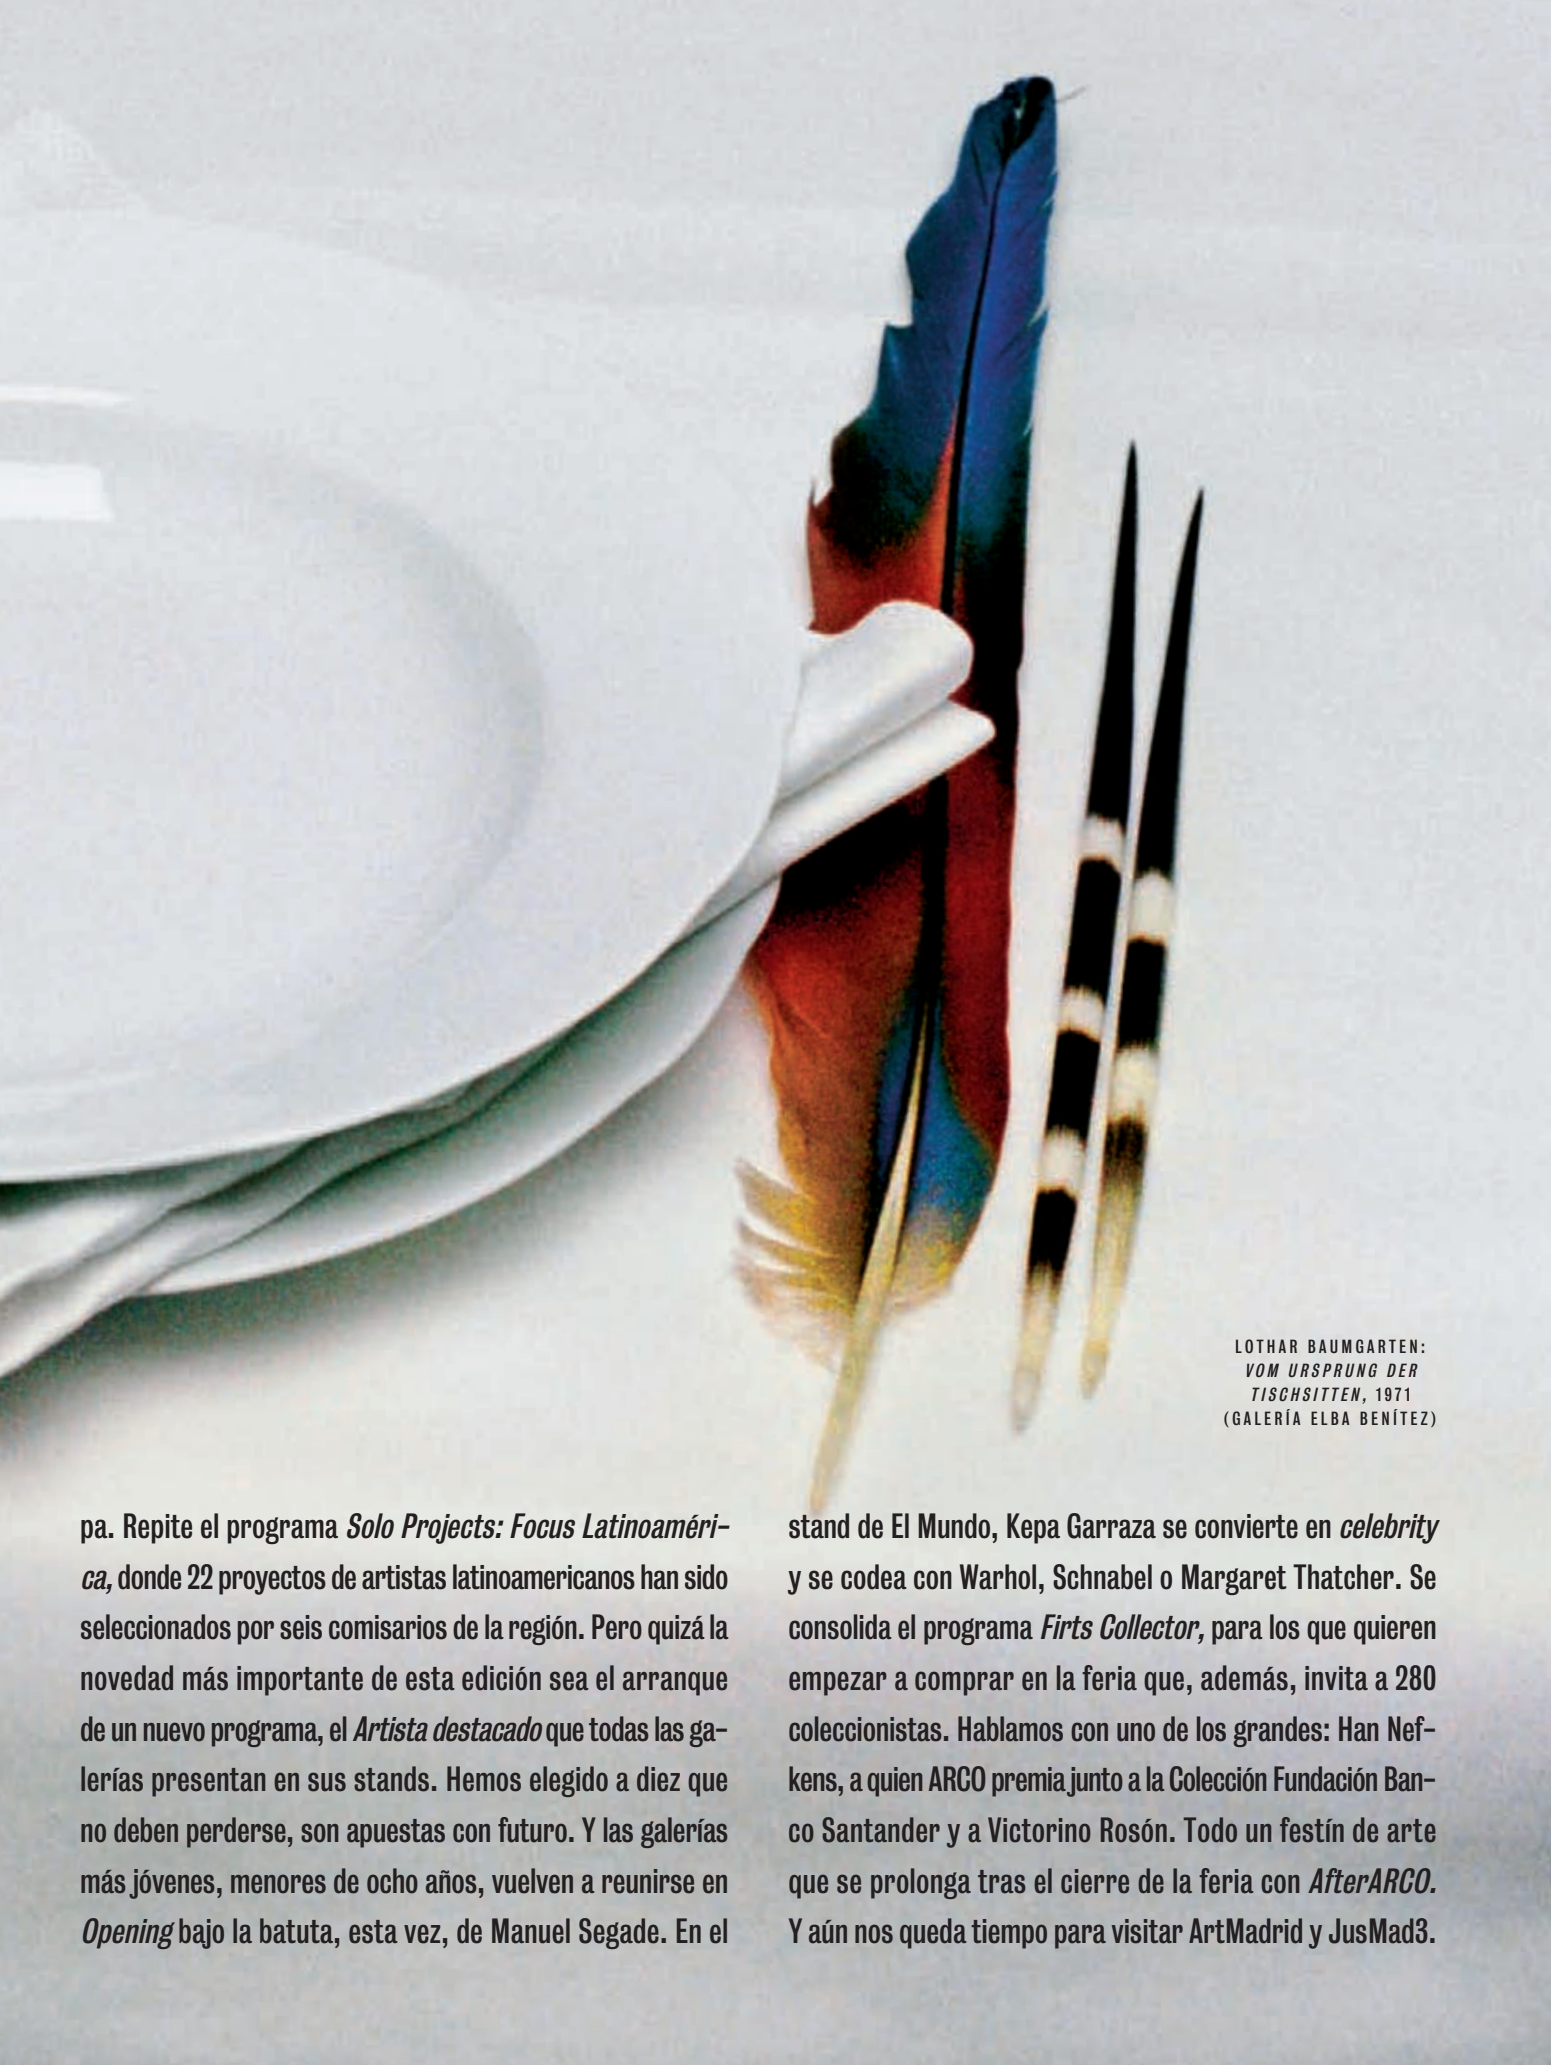 LOTHAR BAUMGARTEN:
VOM URSPRUNG DER
TISCHSITTEN, 1971
(GALERÍA ELBA BENÍTEZ)
pa. Repite el programa Solo Projects: Focus Latinoaméri-
ca, donde 22 proyectos de artistas latinoamericanos han sido
seleccionados por seis comisarios de la región. Pero quizá la
novedad más importante de esta edición sea el arranque
de un nuevo programa, el Artista destacado que todas las ga-
lerías presentan en sus stands. Hemos elegido a diez que
no deben perderse, son apuestas con futuro. Y las galerías
más jóvenes, menores de ocho años, vuelven a reunirse en
Opening bajo la batuta, esta vez, de Manuel Segade. En el
stand de El Mundo, Kepa Garraza se convierte en celebrity
y se codea con Warhol, Schnabel o Margaret Thatcher. Se
consolida el programa Firts Collector, para los que quieren
empezar a comprar en la feria que, además, invita a 280
coleccionistas. Hablamos con uno de los grandes: Han Nef-
kens, a quien ARCO premia junto a la Colección Fundación Ban-
co Santander y a Victorino Rosón. Todo un festín de arte
que se prolonga tras el cierre de la feria con AfterARCO.
Y aún nos queda tiempo para visitar ArtMadrid y JusMad3.